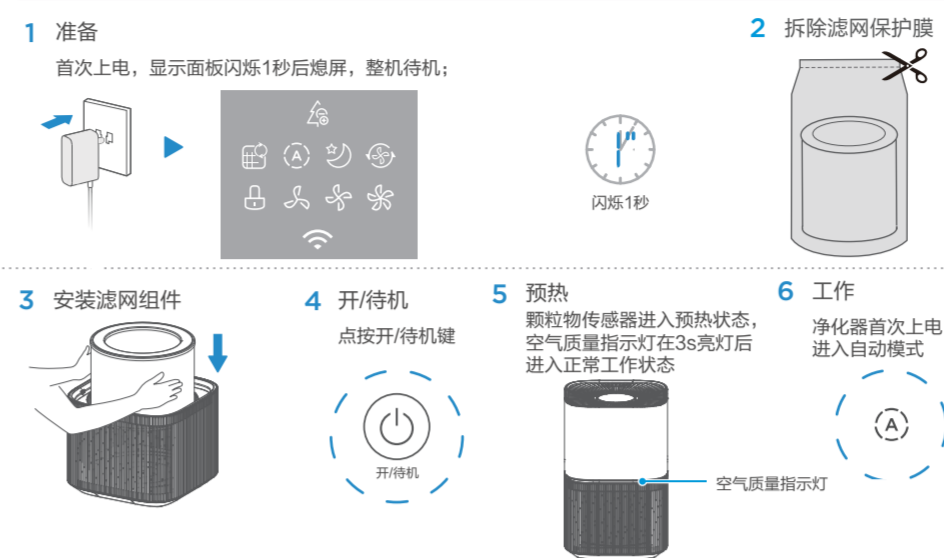 1 准备
首次上电，显示面板闪烁1秒后熄屏，整机待机；
A
1"
闪烁1秒
2 拆除滤网保护膜
3 安装滤网组件
4 开/待机
点按开/待机键
开/待机
5 预热
颗粒物传感器进入预热状态，
空气质量指示灯在3s亮灯后
进入正常工作状态
空气质量指示灯
6 工作
净化器首次上电
进入自动模式
A